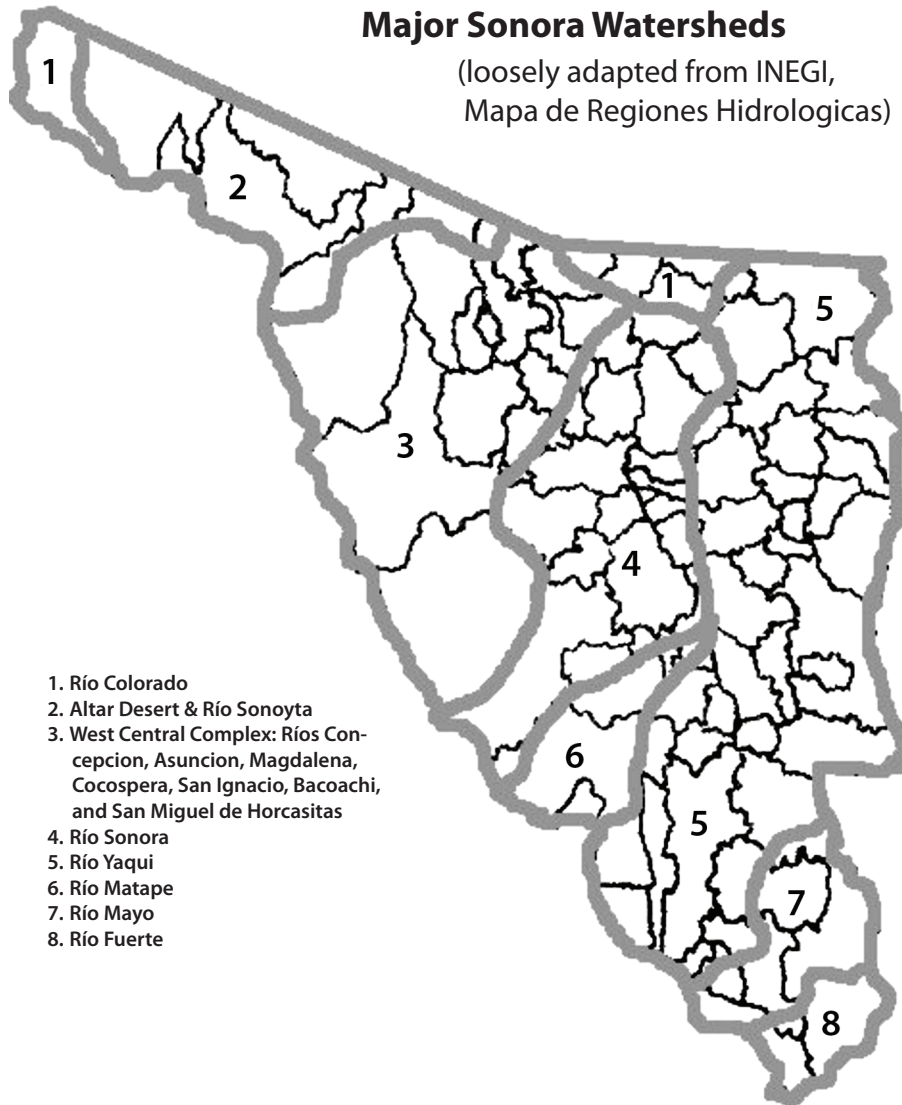 Major Sonora Watersheds
(loosely adapted from INEGI,
Mapa de Regiones Hidrologicas)
1
2
1
5
3
4
6
5
7
8
1. Río Colorado
2. Altar Desert & Río Sonoyta
3. West Central Complex: Ríos Con-
cepcion, Asuncion, Magdalena,
Cocospera, San Ignacio, Bacoachi,
and San Miguel de Horcasitas
4. Río Sonora
5. Río Yaqui
6. Río Matape
7. Río Mayo
8. Río Fuerte